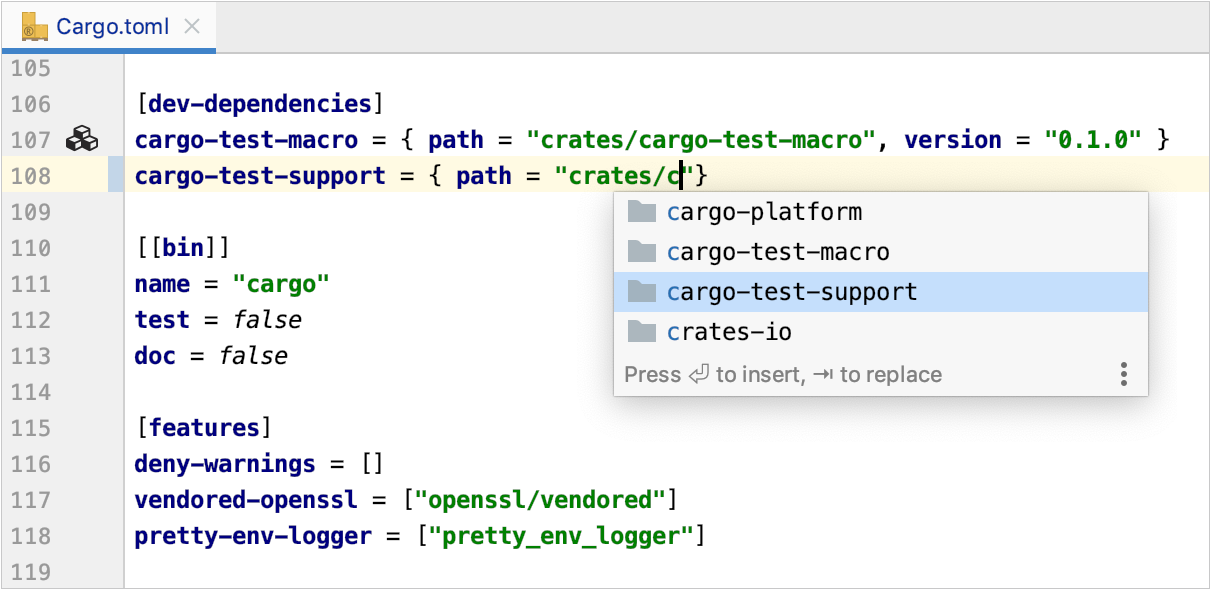 Cargo.toml
105
106 [dev-dependencies]
107 cargo-test-macro = { path = "crates/cargo-test-macro", version = "0.1.0" }
108 cargo-test-support = { path = "crates/c"}
cargo-platform
cargo-test-macro
cargo-test-support
crates-io
Press ⏎ to insert, ⇥ to replace
109
110 [[bin]]
111 name = "cargo"
112 test = false
113 doc = false
114
115 [features]
116 deny-warnings = []
117 vendored-openssl = ["openssl/vendored"]
118 pretty-env-logger = ["pretty_env_logger"]
119